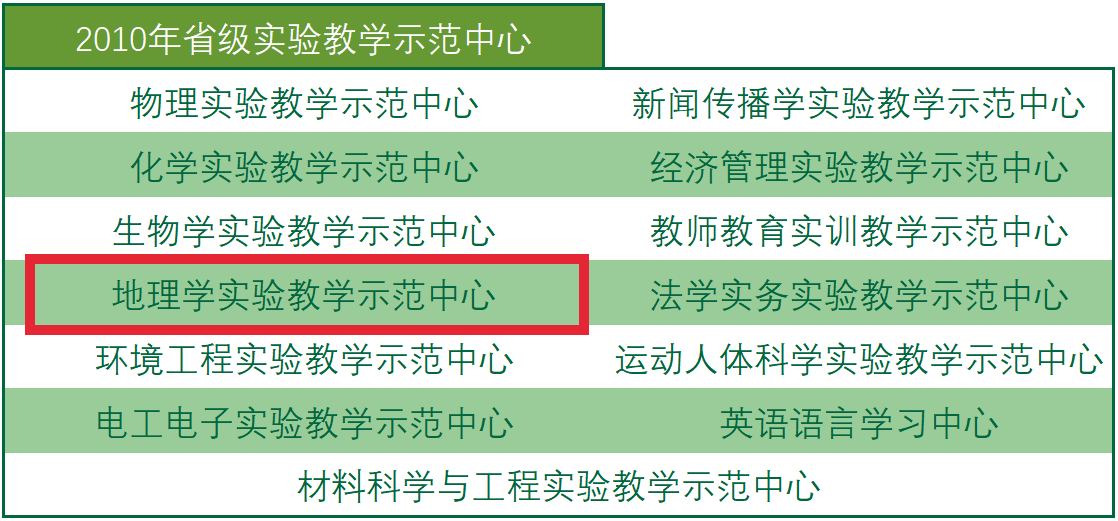 2010年省级实验教学示范中心
物理实验教学示范中心 新闻传播学实验教学示范中心
化学实验教学示范中心 经济管理实验教学示范中心
生物学实验教学示范中心 教师教育实训教学示范中心
地理学实验教学示范中心 法学实务实验教学示范中心
环境工程实验教学示范中心 运动人体科学实验教学示范中心
电工电子实验教学示范中心 英语语言学习中心
材料科学与工程实验教学示范中心